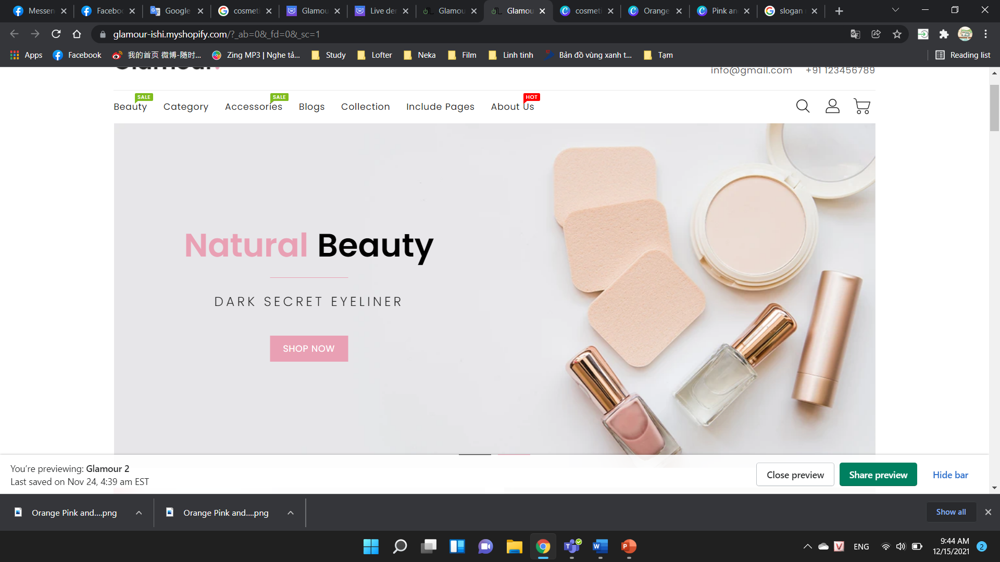 Messen
Faceboo
Google
cosmeti
Glamou
Live der
Glamou
Glamou
cosmeti
Orange
Pink an
slogan
glamour-ishi.myshopify.com/?_ab=0&_fd=0&_sc=1
Apps
Facebook
我的首页 微博-随时...
Zing MP3 | Nghe tả...
Study
Lofter
Neka
Film
Linh tinh
Bản đồ vùng xanh t...
Tạm
Reading list
Glamour.
info@gmail.com +91 123456789
SALE
SALE
HOT
Beauty Category Accessories Blogs Collection Include Pages About Us
Natural Beauty
DARK SECRET EYELINER
SHOP NOW
You're previewing: Glamour 2
Last saved on Nov 24, 4:39 am EST
Close preview
Share preview
Hide bar
Orange Pink and....png
Orange Pink and....png
Show all
ENG
9:44 AM
12/15/2021
2